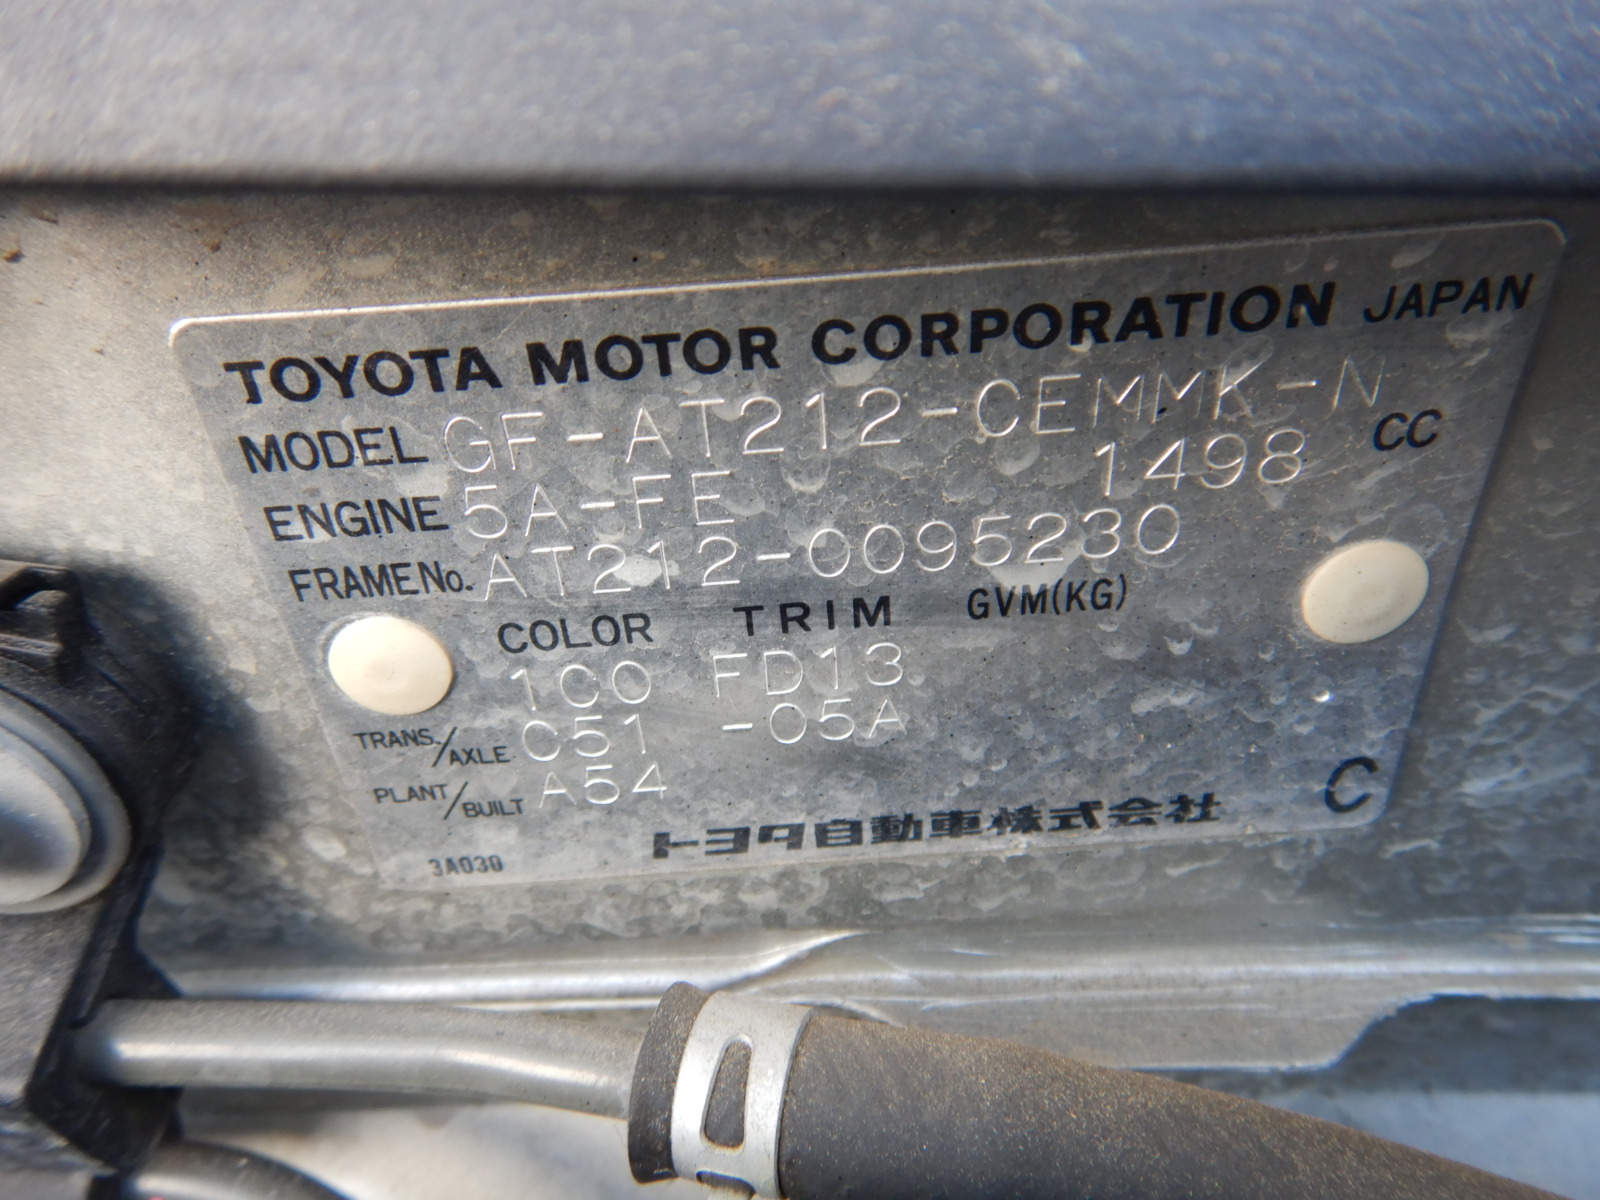 TOYOTA MOTOR CORPORATION JAPAN
MODEL GF-AT212-CEMMK-N
ENGINE 5A-FE 1498 CC
FRAME No. AT212-0095230
COLOR TRIM GVM(KG)
1C0 FD13
TRANS./AXLE C51 -05A
PLANT/BUILT A54
C
トヨタ自動車株式会社
3A030